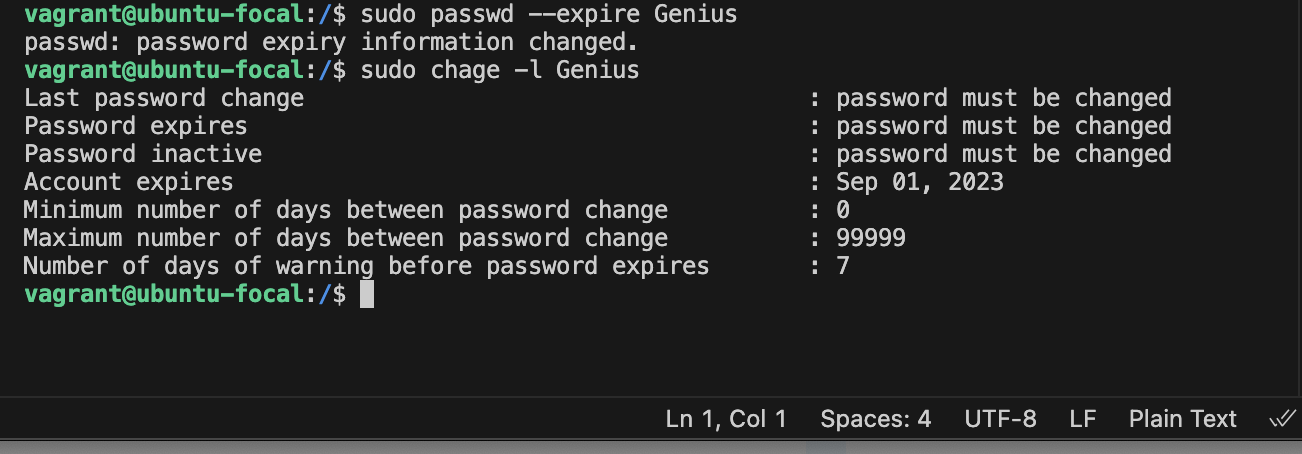 vagrant@ubuntu-focal:/$ sudo passwd --expire Genius
passwd: password expiry information changed.
vagrant@ubuntu-focal:/$ sudo chage -l Genius
Last password change : password must be changed
Password expires : password must be changed
Password inactive : password must be changed
Account expires : Sep 01, 2023
Minimum number of days between password change : 0
Maximum number of days between password change : 99999
Number of days of warning before password expires : 7
vagrant@ubuntu-focal:/$
Ln 1, Col 1 Spaces: 4 UTF-8 LF Plain Text